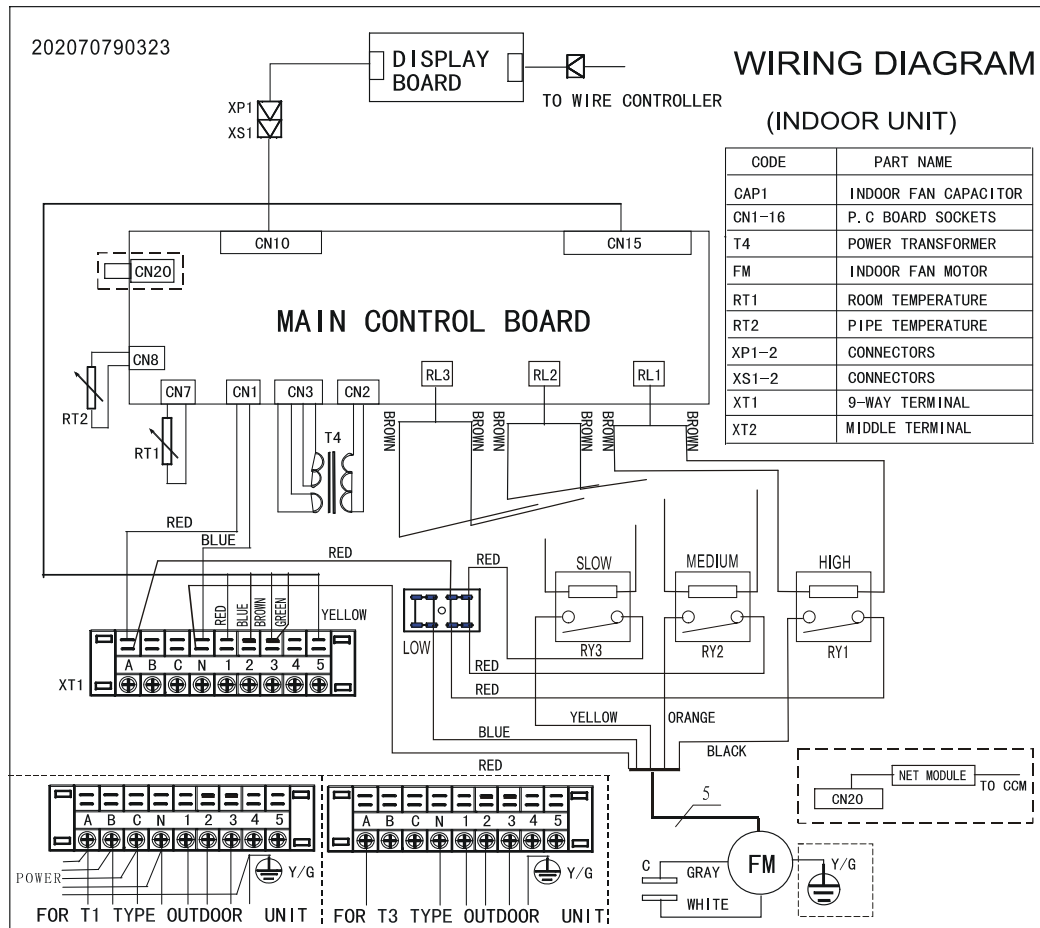 202070790323
DISPLAY
BOARD
WIRING DIAGRAM
(INDOOR UNIT)
XP1
XS1
TO WIRE CONTROLLER
CODE PART NAME
CAP1 INDOOR FAN CAPACITOR
CN1-16 P.C BOARD SOCKETS
T4 POWER TRANSFORMER
FM INDOOR FAN MOTOR
RT1 ROOM TEMPERATURE
RT2 PIPE TEMPERATURE
XP1-2 CONNECTORS
XS1-2 CONNECTORS
XT1 9-WAY TERMINAL
XT2 MIDDLE TERMINAL
CN10 CN15
CN20
MAIN CONTROL BOARD
CN8
CN7 CN1 CN3 CN2 RL3 RL2 RL1
RT2
RT1
T4
BROWN BROWN BROWN BROWN BROWN BROWN
RED
BLUE
RED
RED
SLOW MEDIUM HIGH
RED BLUE BROWN GREEN YELLOW
LOW
RY3 RY2 RY1
A B C N 1 2 3 4 5
XT1
RED
RED
RED
YELLOW ORANGE
BLUE
BLACK
RED
NET MODULE
TO CCM
CN20
5
A B C N 1 2 3 4 5
POWER
Y/G
FOR T1 TYPE OUTDOOR UNIT
A B C N 1 2 3 4 5
Y/G
FOR T3 TYPE OUTDOOR UNIT
C
GRAY
WHITE
FM
Y/G